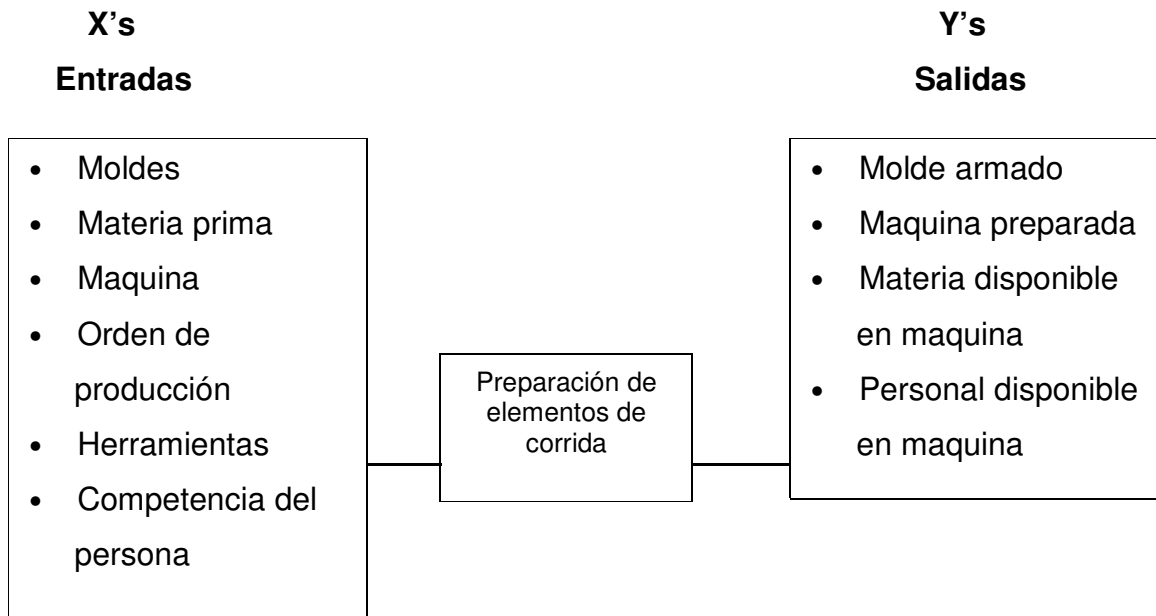 X's
Entradas
• Moldes
• Materia prima
• Maquina
• Orden de
producción
• Herramientas
• Competencia del
persona
Preparación de
elementos de
corrida
Y's
Salidas
• Molde armado
• Maquina preparada
• Materia disponible
en maquina
• Personal disponible
en maquina